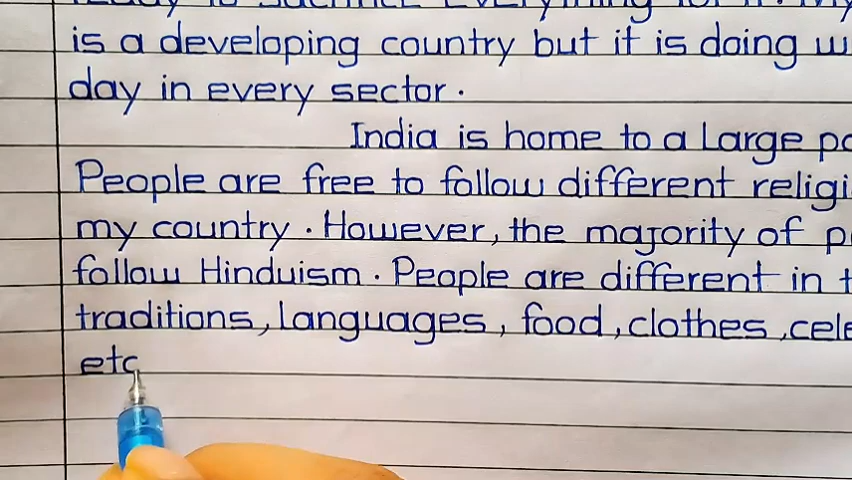 is a developing country but it is doing
day in every sector.
India is home to a large
People are free to follow different
my country. However, the majority of
follow Hinduism. People are different in
traditions, languages, food, clothes,
etc